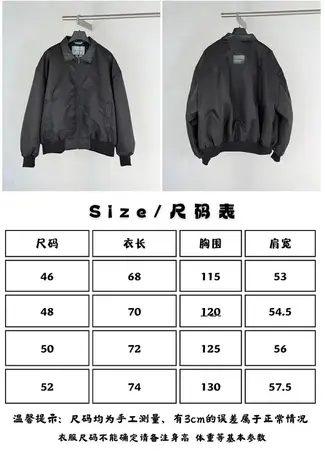 Size/尺码表
尺码 衣长 胸围 肩宽
46 68 115 53
48 70 120 54.5
50 72 125 56
52 74 130 57.5
温馨提示：尺码均为手工测量、有3cm的误差属于正常情况
衣服尺码不能确定请备注身高 体重等基本参数